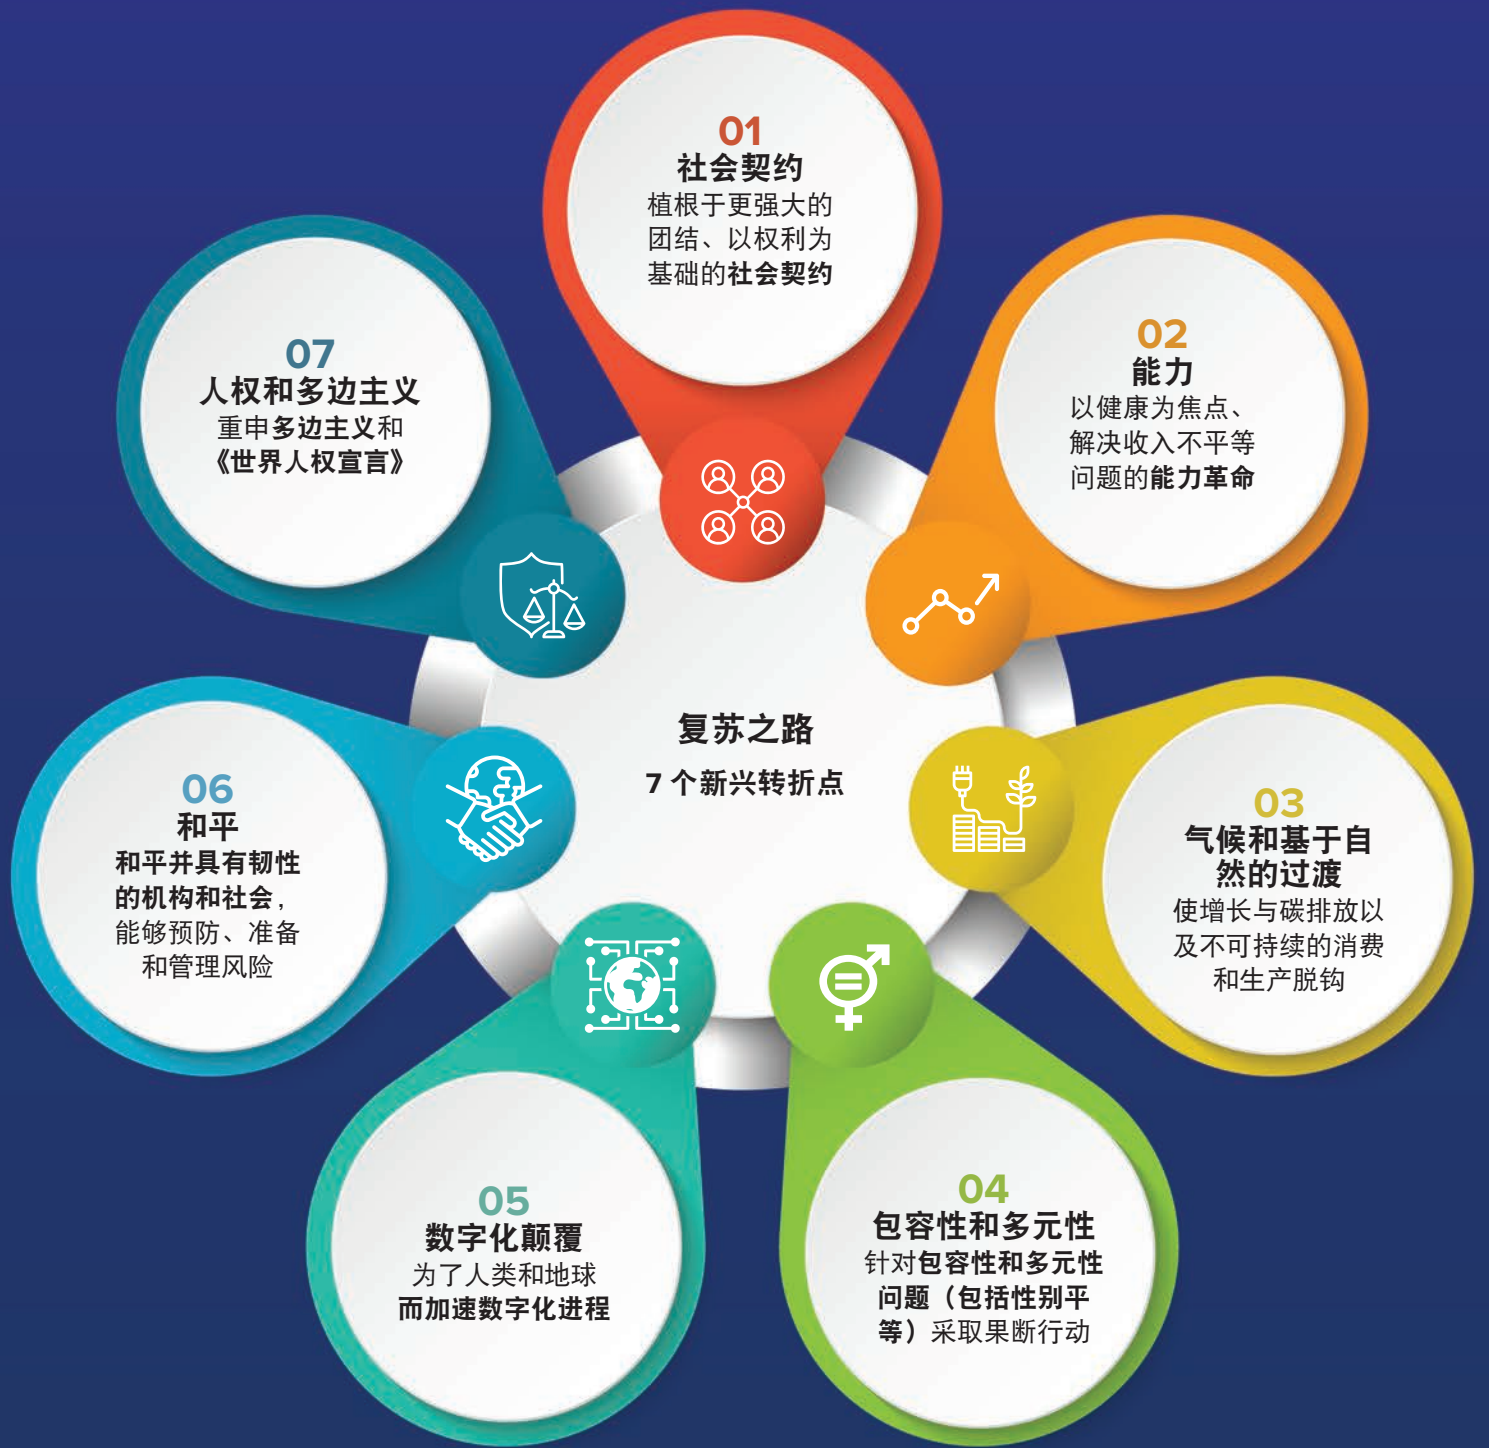 复苏之路
7 个新兴转折点
01
社会契约
植根于更强大的
团结、以权利为
基础的社会契约
02
能力
以健康为焦点、
解决收入不平等
问题的能力革命
03
气候和基于自
然的过渡
使增长与碳排放以
及不可持续的消费
和生产脱钩
04
包容性和多元性
针对包容性和多元性
问题（包括性别平
等）采取果断行动
05
数字化颠覆
为了人类和地球
而加速数字化进程
06
和平
和平并具有韧性
的机构和社会，
能够预防、准备
和管理风险
07
人权和多边主义
重申多边主义和
《世界人权宣言》